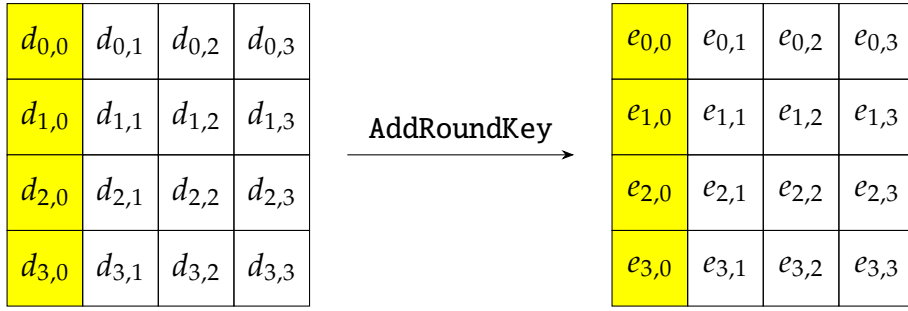 d0,0 d0,1 d0,2 d0,3 e0,0 e0,1 e0,2 e0,3
d1,0 d1,1 d1,2 d1,3 e1,0 e1,1 e1,2 e1,3
AddRoundKey
d2,0 d2,1 d2,2 d2,3 e2,0 e2,1 e2,2 e2,3
d3,0 d3,1 d3,2 d3,3 e3,0 e3,1 e3,2 e3,3